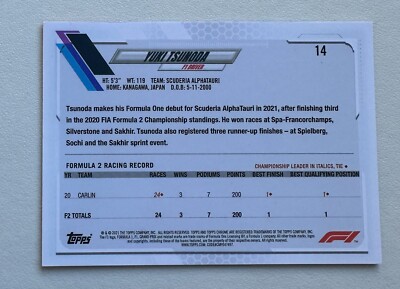 14
YUKI TSUNODA
F1 DRIVER
HT: 5'3" WT: 119 TEAM: SCUDERIA ALPHATAURI
HOME: KANAGAWA, JAPAN D.O.B: 5-11-2000
Tsunoda makes his Formula One debut for Scuderia AlphaTauri in 2021, after finishing third
in the 2020 FIA Formula 2 Championship standings. He won races at Spa-Francorchamps,
Silverstone and Sakhir. Tsunoda also registered three runner-up finishes – at Spielberg,
Sochi and the Sakhir sprint event.
FORMULA 2 RACING RECORD CHAMPIONSHIP LEADER IN ITALICS, TIE •
YR TEAM RACES WINS PODIUMS POINTS BEST FINISH BEST QUALIFYING POSITION
20 CARLIN 24• 3 7 200 1• 1•
F2 TOTALS 24 3 7 200 1 1
Topps
F1